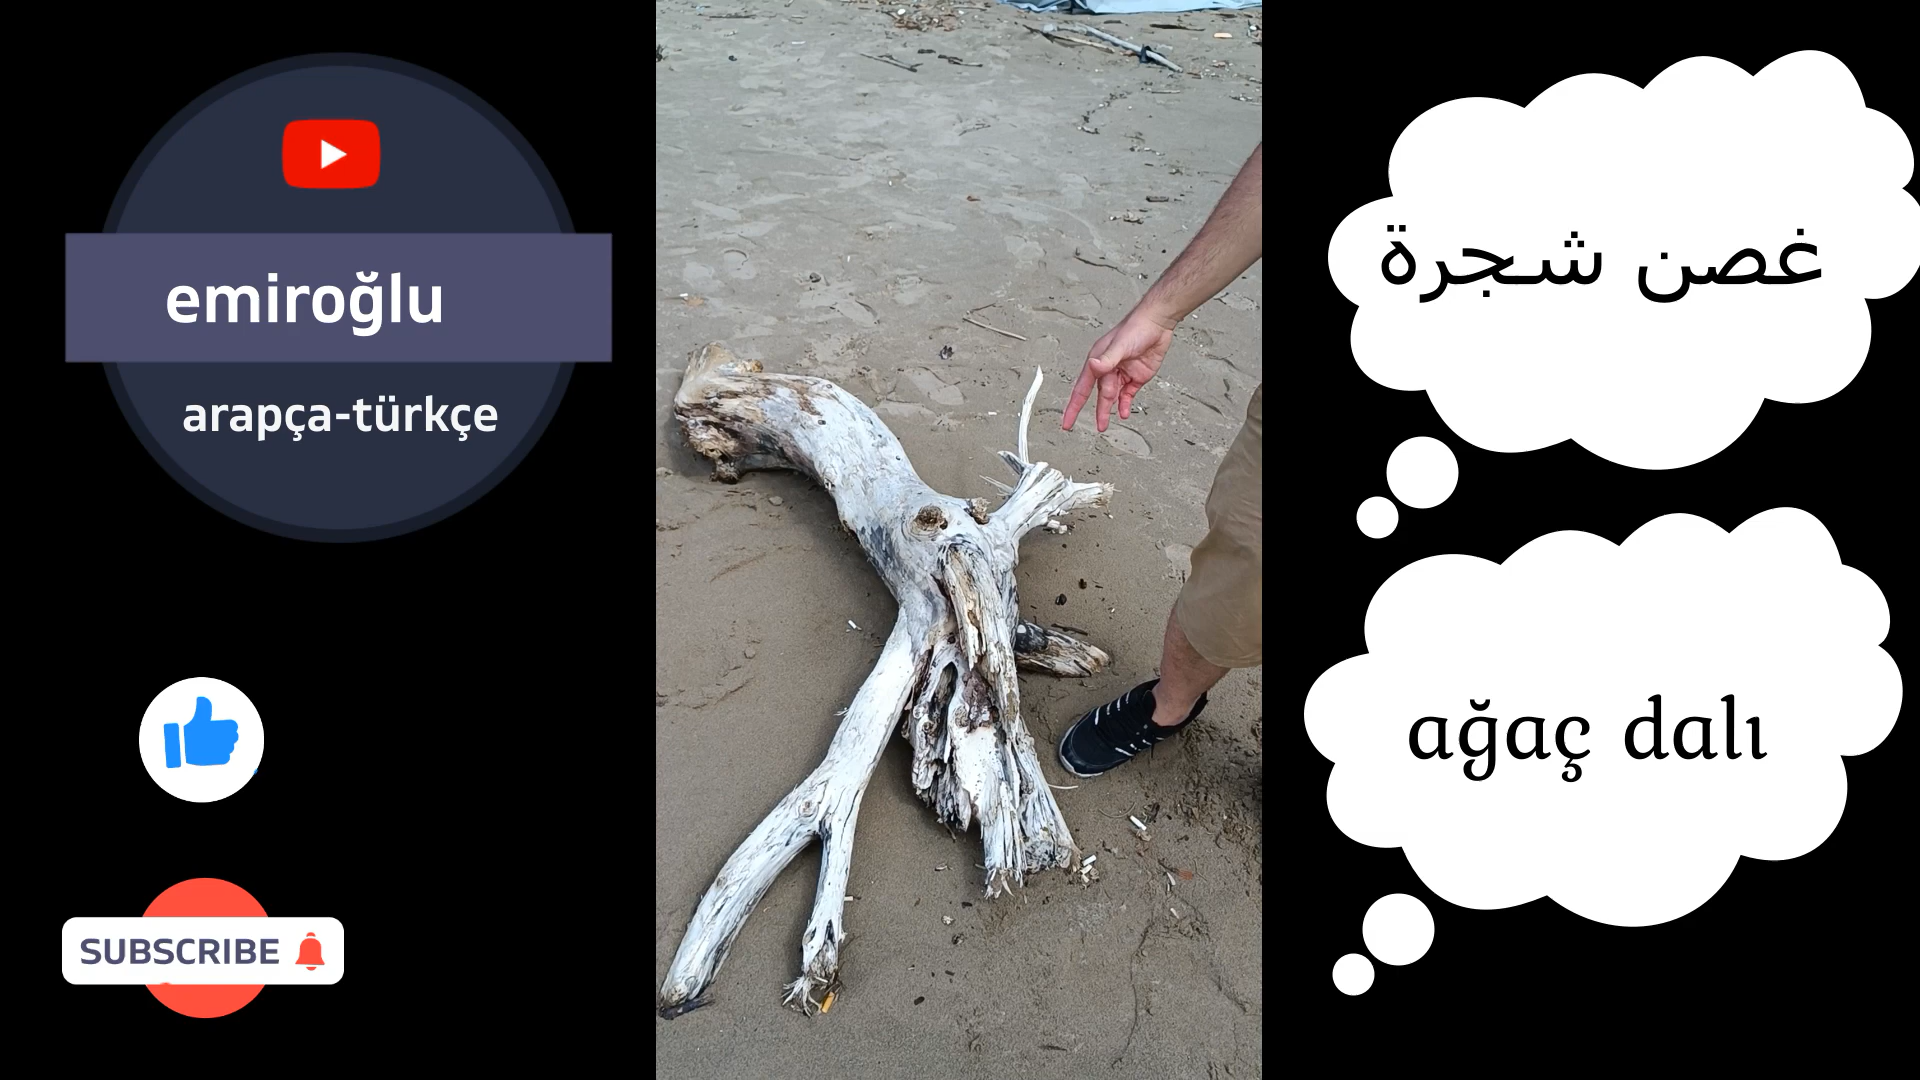 emiroğlu
arapça-türkçe
SUBSCRIBE
غصن شجرة
ağaç dalı